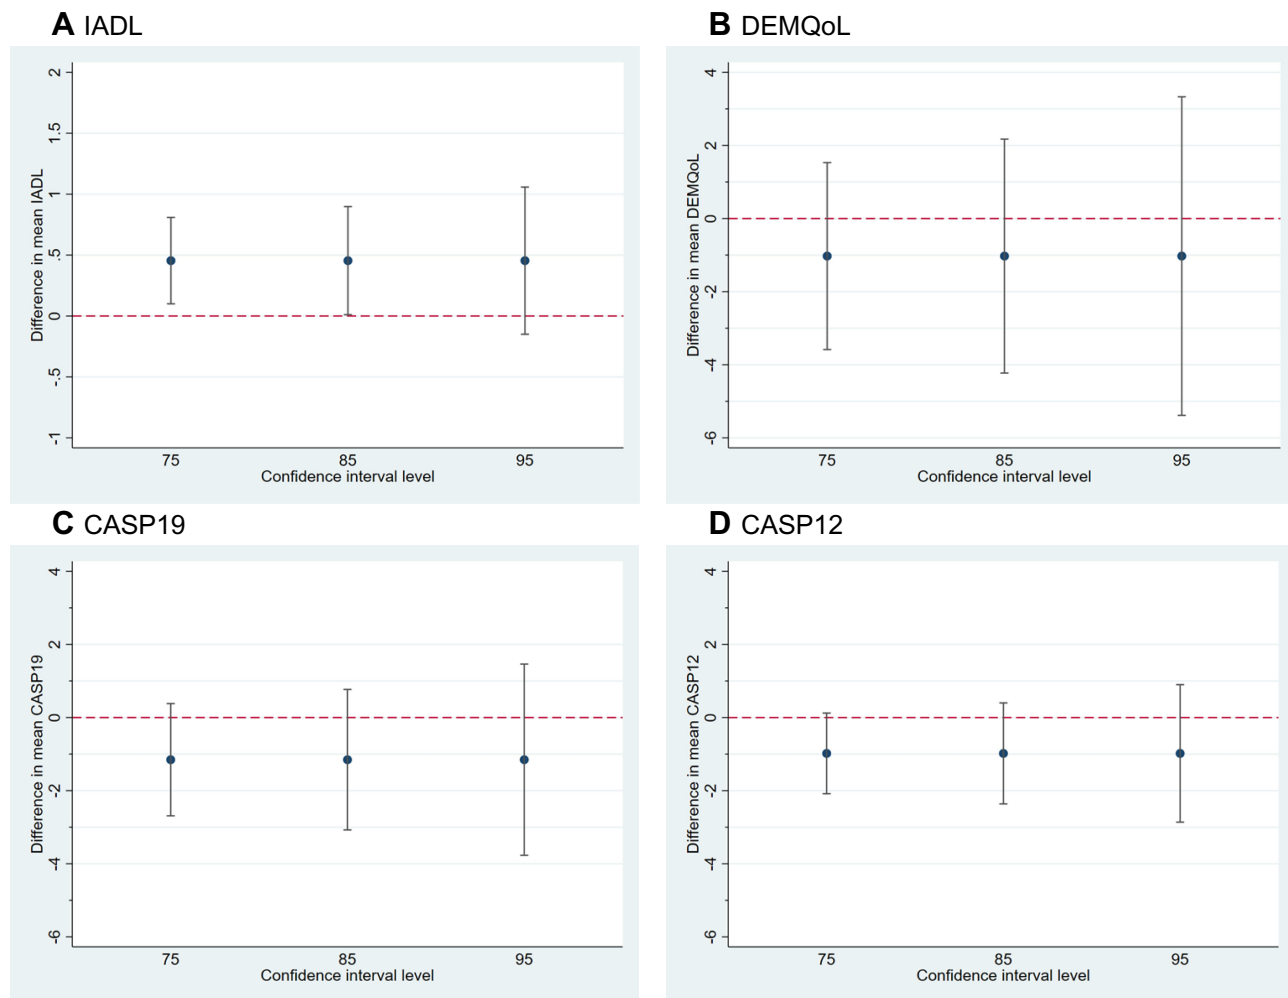 A IADL
Difference in mean IADL
2
1.5
1
.5
0
-.5
-1
75 85 95
Confidence interval level
B DEMQoL
Difference in mean DEMQoL
4
2
0
-2
-4
-6
75 85 95
Confidence interval level
C CASP19
Difference in mean CASP19
4
2
0
-2
-4
-6
75 85 95
Confidence interval level
D CASP12
Difference in mean CASP12
4
2
0
-2
-4
-6
75 85 95
Confidence interval level